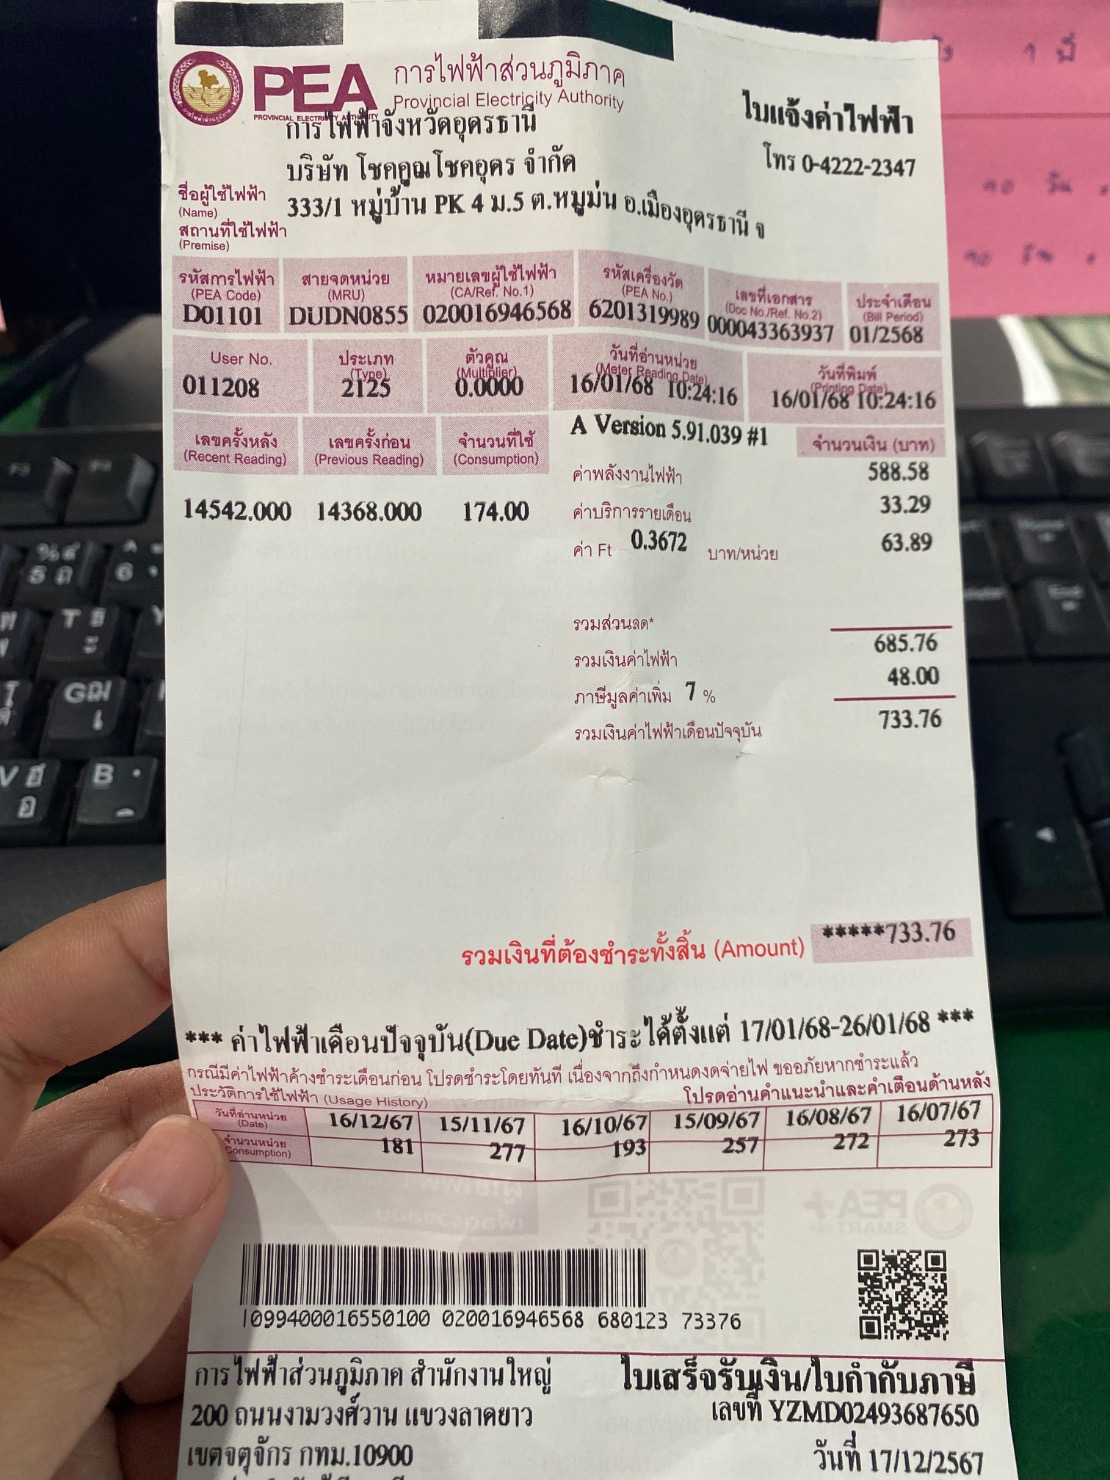 PEA
PROVINCIAL ELECTRICITY AUTHORITY
การไฟฟ้าส่วนภูมิภาค
Provincial Electricity Authority
การไฟฟ้าจังหวัดอุดรธานี
ใบแจ้งค่าไฟฟ้า
บริษัท โชคคูณโชคอุดร จำกัด
โทร 0-4222-2347
ชื่อผู้ใช้ไฟฟ้า
(Name)
333/1 หมู่บ้าน PK 4 ม.5 ต.หมูม่น อ.เมืองอุดรธานี จ
สถานที่ใช้ไฟฟ้า
(Premise)
รหัสการไฟฟ้า สายจดหน่วย หมายเลขผู้ใช้ไฟฟ้า รหัสเครื่องวัด เลขที่เอกสาร ประจำเดือน
(PEA Code) (MRU) (CA/Ref. No.1) (PEA No.) (Doc No./Ref. No.2) (Bill Period)
D01101 DUDN0855 020016946568 6201319989 000043363937 01/2568
User No. ประเภท ตัวคูณ วันที่อ่านหน่วย วันที่พิมพ์
(Type) (Multiplier) (Meter Reading Date) (Printing Date)
011208 2125 0.0000 16/01/68 10:24:16 16/01/68 10:24:16
เลขครั้งหลัง เลขครั้งก่อน จำนวนที่ใช้ A Version 5.91.039 #1 จำนวนเงิน (บาท)
(Recent Reading) (Previous Reading) (Consumption)
ค่าพลังงานไฟฟ้า 588.58
14542.000 14368.000 174.00 ค่าบริการรายเดือน 33.29
ค่า Ft 0.3672 บาท/หน่วย 63.89
รวมส่วนลด*
รวมเงินค่าไฟฟ้า 685.76
ภาษีมูลค่าเพิ่ม 7 % 48.00
รวมเงินค่าไฟฟ้าเดือนปัจจุบัน 733.76
รวมเงินที่ต้องชำระทั้งสิ้น (Amount) *****733.76
*** ค่าไฟฟ้าเดือนปัจจุบัน(Due Date)ชำระได้ตั้งแต่ 17/01/68-26/01/68 ***
กรณีมีค่าไฟฟ้าค้างชำระเดือนก่อน โปรดชำระโดยทันที เนื่องจากถึงกำหนดงดจ่ายไฟ ขออภัยหากชำระแล้ว
ประวัติการใช้ไฟฟ้า (Usage History) โปรดอ่านคำแนะนำและคำเตือนด้านหลัง
วันที่อ่านหน่วย 16/12/67 15/11/67 16/10/67 15/09/67 16/08/67 16/07/67
(Date)
จำนวนหน่วย 181 277 193 257 272 273
Consumption)
1099400016550100 020016946568 680123 73376
การไฟฟ้าส่วนภูมิภาค สำนักงานใหญ่ ใบเสร็จรับเงิน/ใบกำกับภาษี
200 ถนนงามวงศ์วาน แขวงลาดยาว เลขที่ YZMD02493687650
เขตจตุจักร กทม.10900 วันที่ 17/12/2567